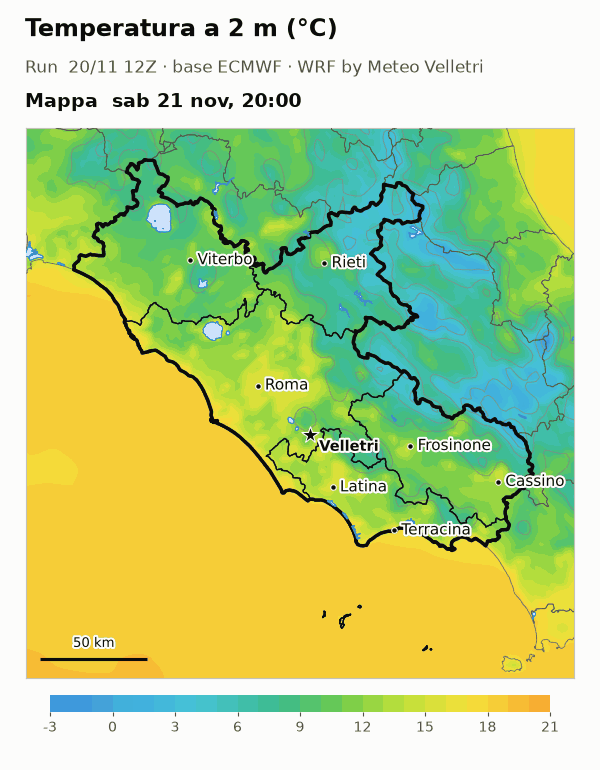 Temperatura a 2 m (°C)
Run  20/11 12Z · base ECMWF · WRF by Meteo Velletri
Mappa  sab 21 nov, 20:00
Viterbo
Rieti
Roma
Velletri
Frosinone
Cassino
Latina
Terracina
50 km
-3 0 3 6 9 12 15 18 21